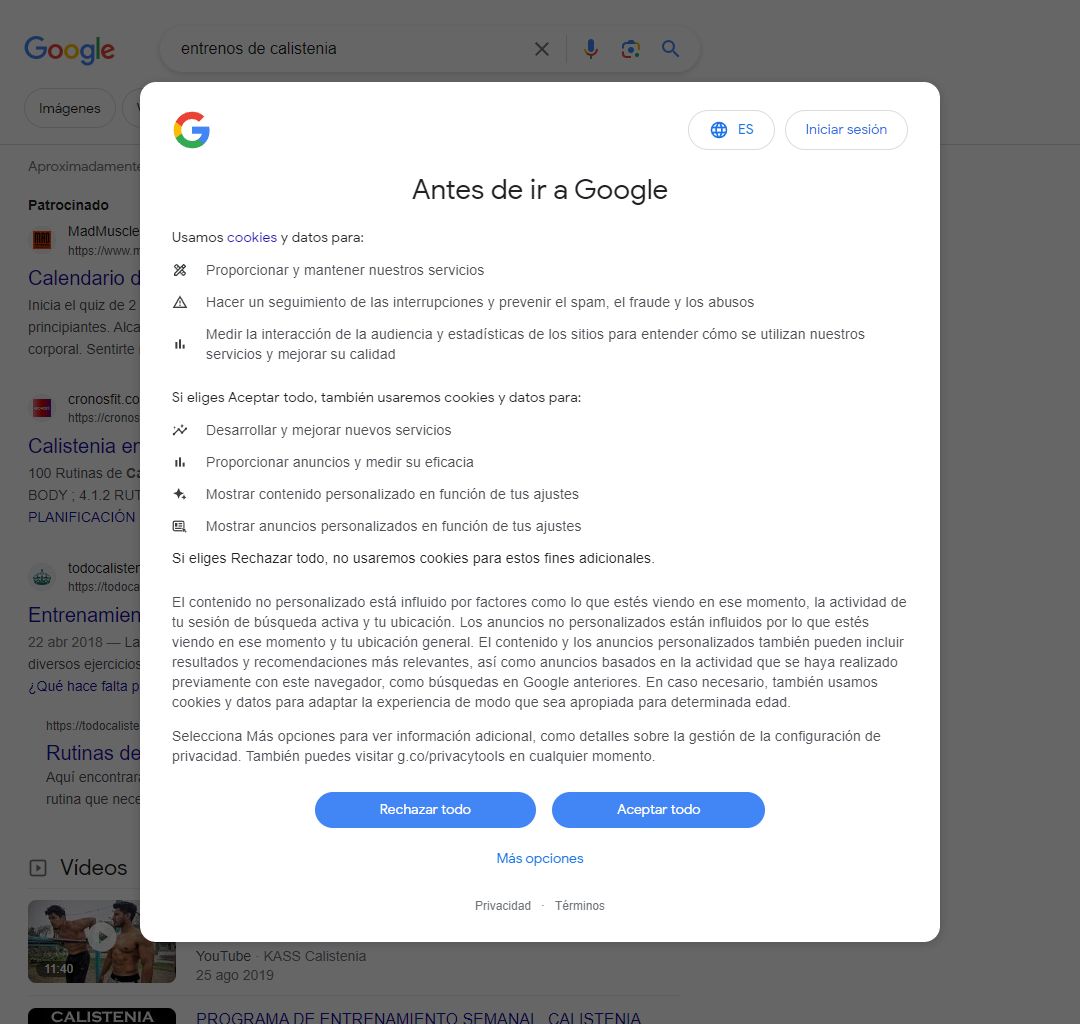 Google
entrenos de calistenia
Imágenes
Aproximadamente
Patrocinado
MadMuscle
https://www.m
Calendario d
Inicia el quiz de 2
principiantes. Alca
corporal. Sentirte
cronosfit.co
https://cronos
Calistenia en
100 Rutinas de Ca
BODY ; 4.1.2 RUT
PLANIFICACIÓN
todocalister
https://todoca
Entrenamien
22 abr 2018 — La
diversos ejercicios
¿Qué hace falta p
https://todocaliste
Rutinas de
Aquí encontrará
rutina que nece
Vídeos
11:40
YouTube · KASS Calistenia
25 ago 2019
CALISTENIA
PROGRAMA DE ENTRENAMIENTO SEMANAL CALISTENIA
ES
Iniciar sesión
Antes de ir a Google
Usamos cookies y datos para:
Proporcionar y mantener nuestros servicios
Hacer un seguimiento de las interrupciones y prevenir el spam, el fraude y los abusos
Medir la interacción de la audiencia y estadísticas de los sitios para entender cómo se utilizan nuestros
servicios y mejorar su calidad
Si eliges Aceptar todo, también usaremos cookies y datos para:
Desarrollar y mejorar nuevos servicios
Proporcionar anuncios y medir su eficacia
Mostrar contenido personalizado en función de tus ajustes
Mostrar anuncios personalizados en función de tus ajustes
Si eliges Rechazar todo, no usaremos cookies para estos fines adicionales.
El contenido no personalizado está influido por factores como lo que estés viendo en ese momento, la actividad de
tu sesión de búsqueda activa y tu ubicación. Los anuncios no personalizados están influidos por lo que estés
viendo en ese momento y tu ubicación general. El contenido y los anuncios personalizados también pueden incluir
resultados y recomendaciones más relevantes, así como anuncios basados en la actividad que se haya realizado
previamente con este navegador, como búsquedas en Google anteriores. En caso necesario, también usamos
cookies y datos para adaptar la experiencia de modo que sea apropiada para determinada edad.
Selecciona Más opciones para ver información adicional, como detalles sobre la gestión de la configuración de
privacidad. También puedes visitar g.co/privacytools en cualquier momento.
Rechazar todo
Aceptar todo
Más opciones
Privacidad · Términos